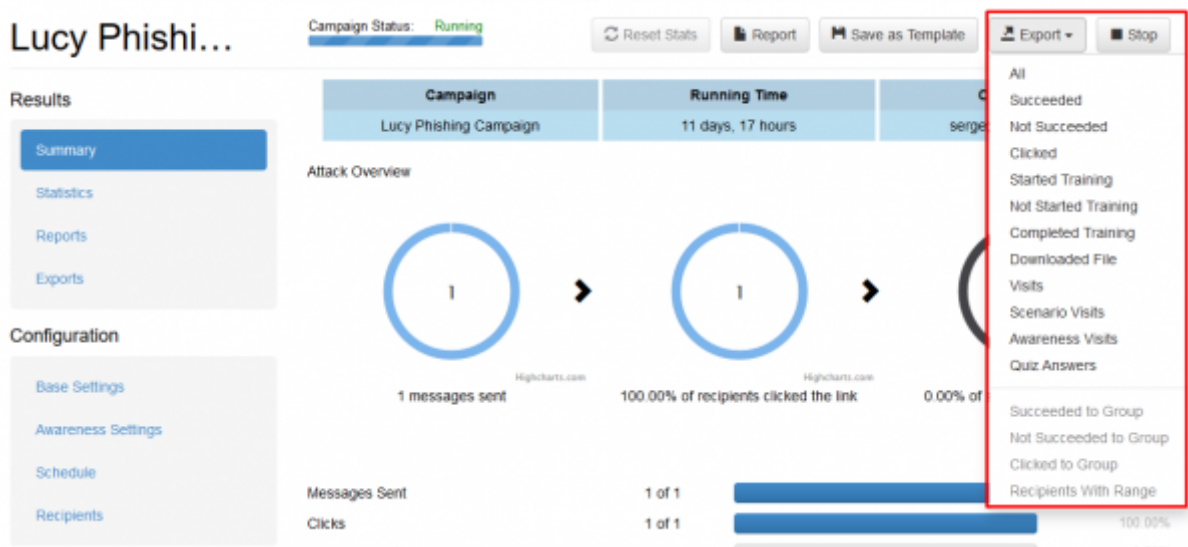 Lucy Phishi...
Campaign Status: Running
Reset Stats
Report
Save as Template
Export
Stop
Results
Summary
Statistics
Reports
Exports
Configuration
Base Settings
Awareness Settings
Schedule
Recipients
Campaign Running Time C
Lucy Phishing Campaign 11 days, 17 hours serge
Attack Overview
1 1
Highcharts.com Highcharts.com
1 messages sent 100.00% of recipients clicked the link 0.00% of
Messages Sent 1 of 1
Clicks 1 of 1 100.00%
All
Succeeded
Not Succeeded
Clicked
Started Training
Not Started Training
Completed Training
Downloaded File
Visits
Scenario Visits
Awareness Visits
Quiz Answers
Succeeded to Group
Not Succeeded to Group
Clicked to Group
Recipients With Range